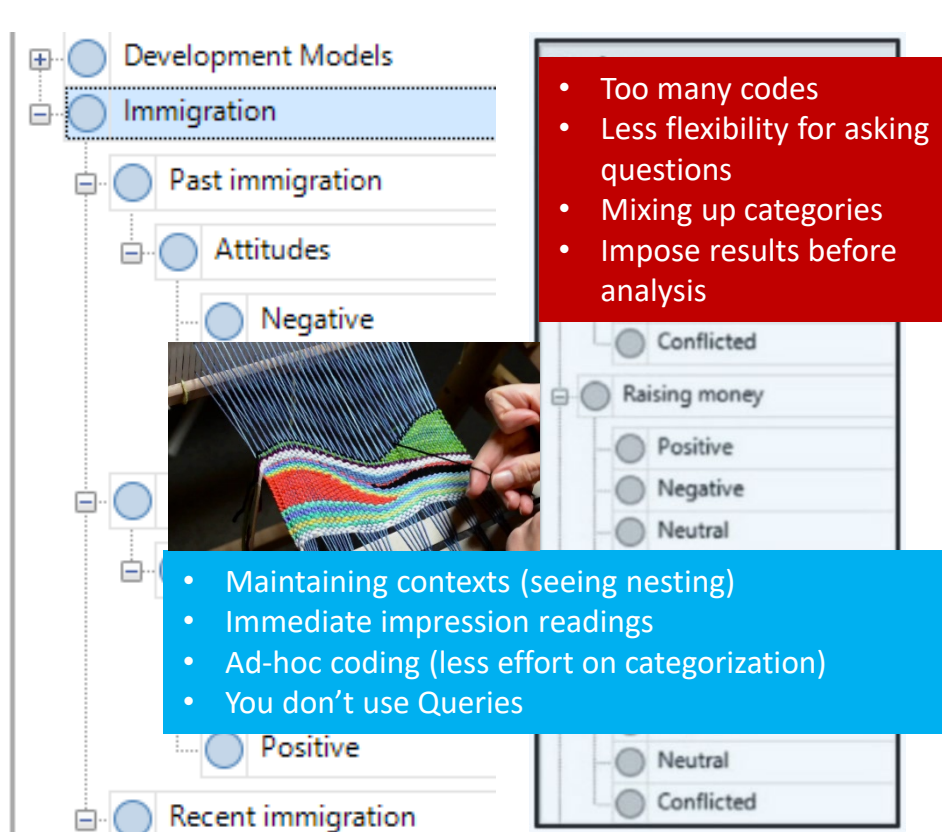 Development Models
Immigration
Past immigration
Attitudes
Negative
Positive
Recent immigration
• Too many codes
• Less flexibility for asking
questions
• Mixing up categories
• Impose results before
analysis
Conflicted
Raising money
Positive
Negative
Neutral
• Maintaining contexts (seeing nesting)
• Immediate impression readings
• Ad-hoc coding (less effort on categorization)
• You don’t use Queries
Neutral
Conflicted